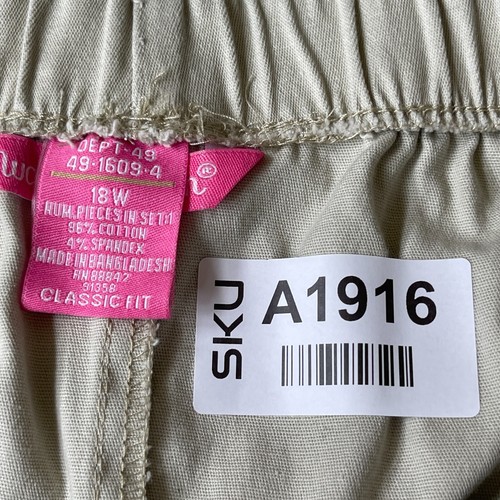 DEPT-49
49-1609-4
18W
NUM.PIECES IN SET:1
96% COTTON
4% SPANDEX
MADE IN BANGLADESH
RN 88842
91358
CLASSIC FIT
SKU
A1916